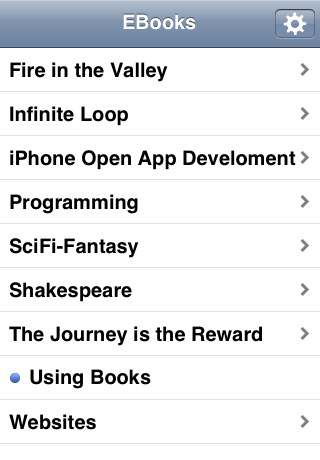 EBooks
Fire in the Valley
Infinite Loop
iPhone Open App Develoment
Programming
SciFi-Fantasy
Shakespeare
The Journey is the Reward
Using Books
Websites